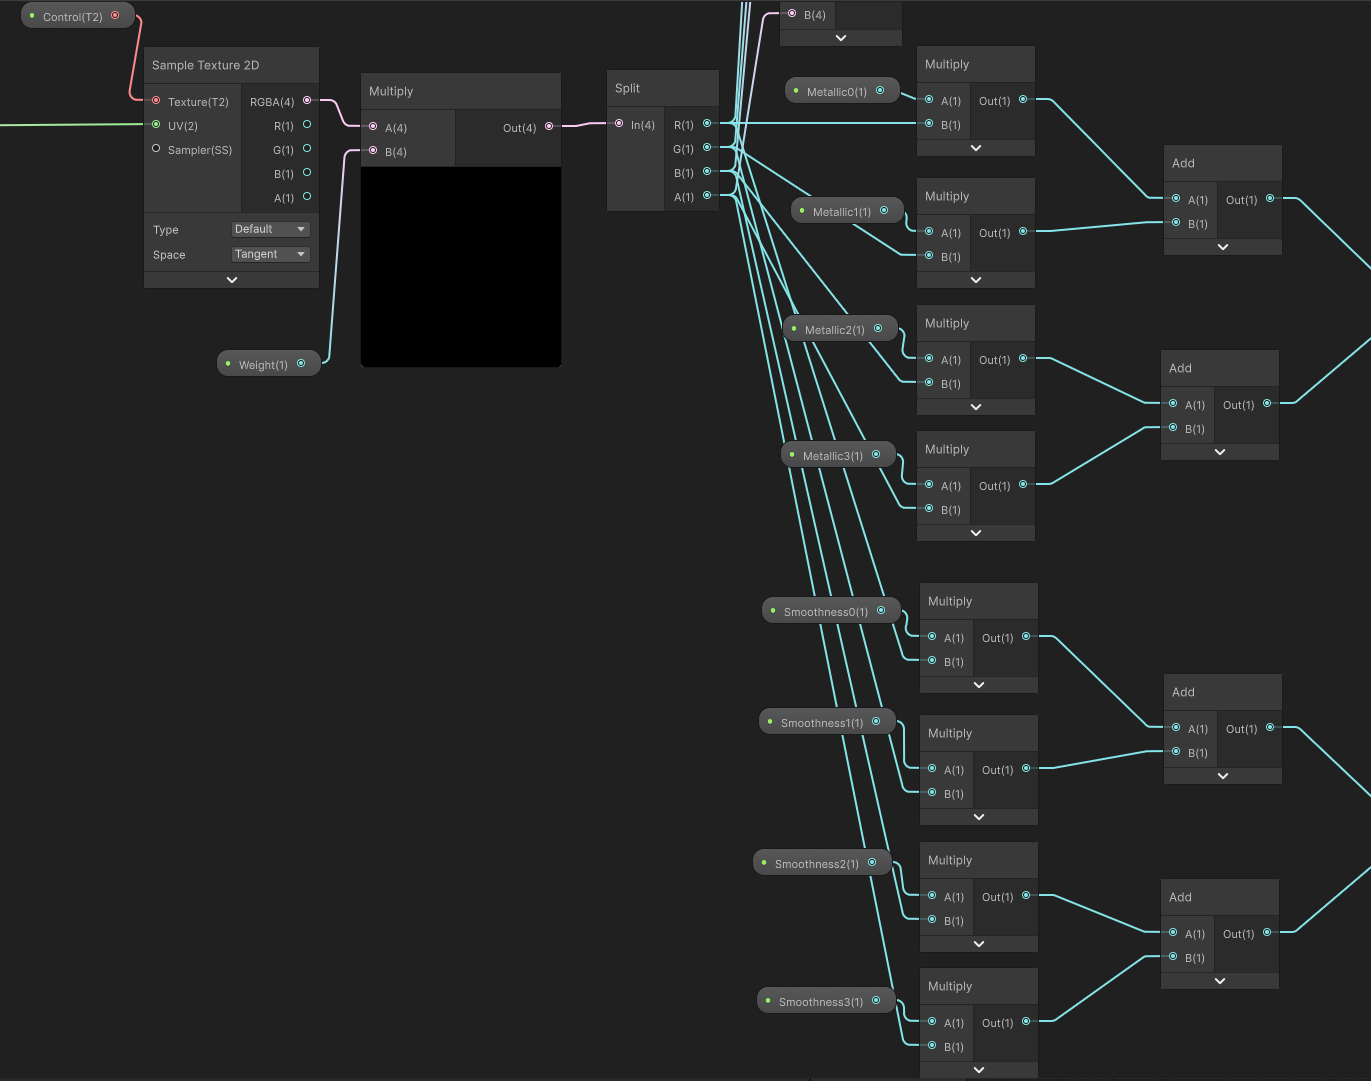 Control(T2)
Sample Texture 2D
Texture(T2)
RGBA(4)
UV(2)
R(1)
Sampler(SS)
G(1)
B(1)
A(1)
Type
Default
Space
Tangent
Weight(1)
Multiply
A(4)
Out(4)
B(4)
Split
In(4)
R(1)
G(1)
B(1)
A(1)
B(4)
Metallic0(1)
Multiply
A(1)
Out(1)
B(1)
Metallic1(1)
Multiply
A(1)
Out(1)
B(1)
Add
A(1)
Out(1)
B(1)
Metallic2(1)
Multiply
A(1)
Out(1)
B(1)
Metallic3(1)
Multiply
A(1)
Out(1)
B(1)
Add
A(1)
Out(1)
B(1)
Smoothness0(1)
Multiply
A(1)
Out(1)
B(1)
Smoothness1(1)
Multiply
A(1)
Out(1)
B(1)
Add
A(1)
Out(1)
B(1)
Smoothness2(1)
Multiply
A(1)
Out(1)
B(1)
Smoothness3(1)
Multiply
A(1)
Out(1)
B(1)
Add
A(1)
Out(1)
B(1)